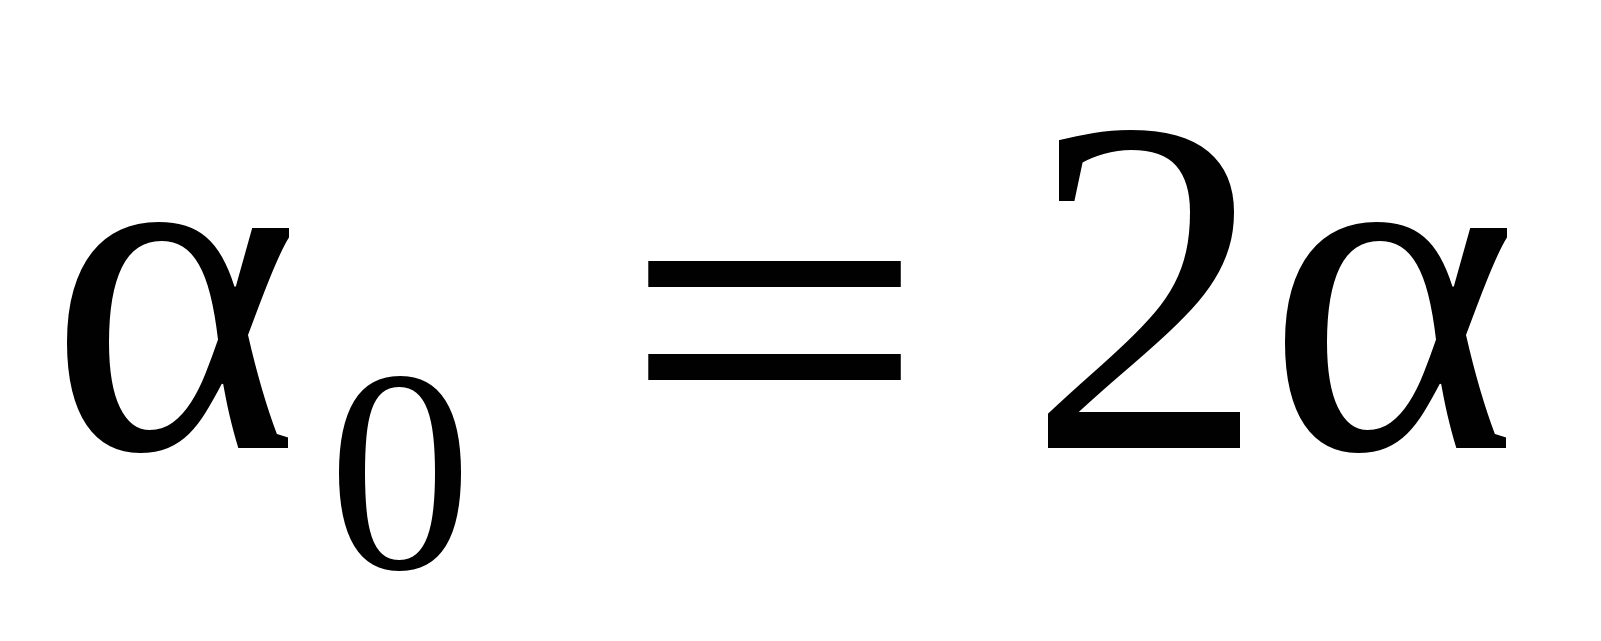 α₀ = 2α